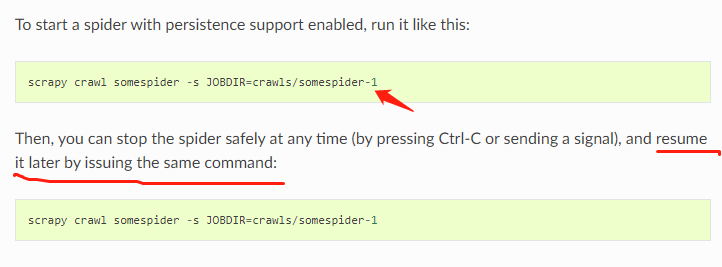 To start a spider with persistence support enabled, run it like this:
scrapy crawl somespider -s JOBDIR=crawls/somespider-1
Then, you can stop the spider safely at any time (by pressing Ctrl-C or sending a signal), and resume
it later by issuing the same command:
scrapy crawl somespider -s JOBDIR=crawls/somespider-1